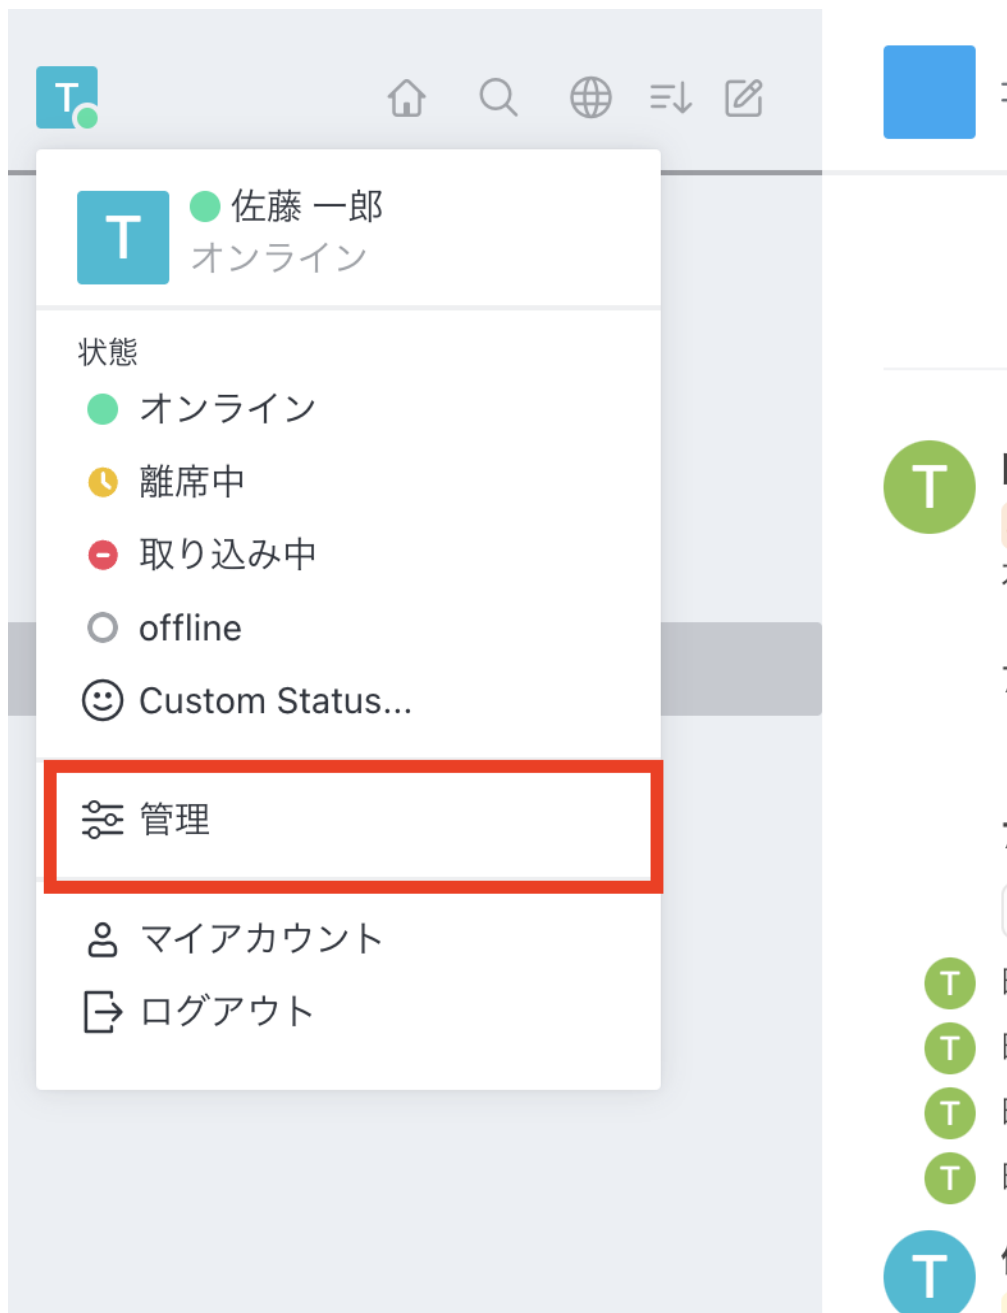 T
T
佐藤 一郎
オンライン
状態
オンライン
離席中
取り込み中
offline
Custom Status...
管理
マイアカウント
ログアウト
T
T
T
T
T
T